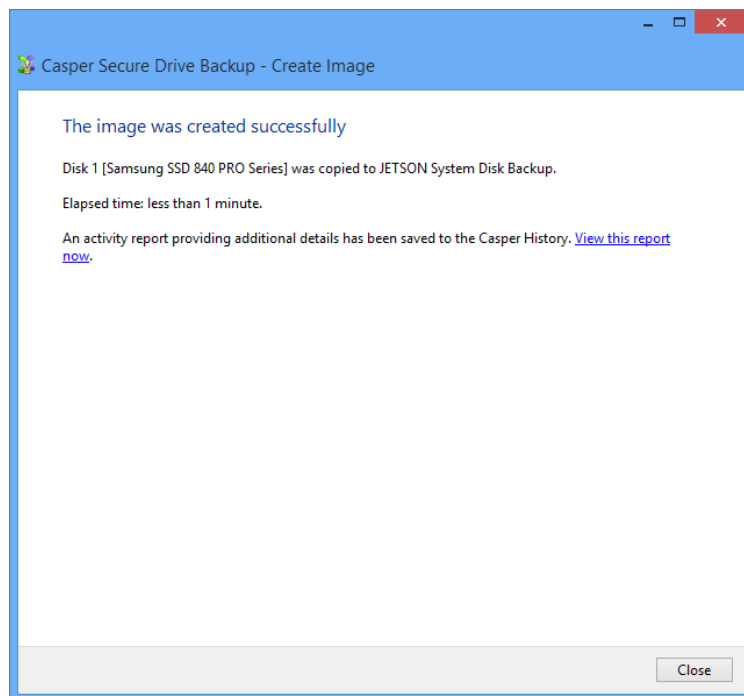 Casper Secure Drive Backup - Create Image
The image was created successfully
Disk 1 [Samsung SSD 840 PRO Series] was copied to JETSON System Disk Backup.
Elapsed time: less than 1 minute.
An activity report providing additional details has been saved to the Casper History. View this report
now.
Close